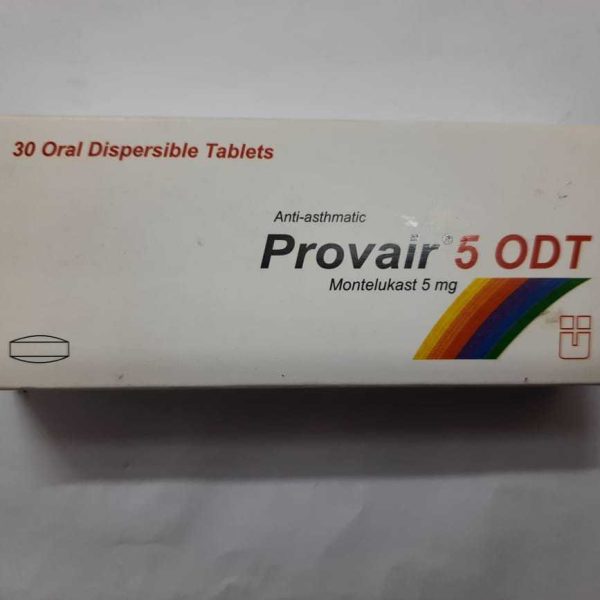 30 Oral Dispersible Tablets
Anti-asthmatic
Provair® 5 ODT
Montelukast 5 mg